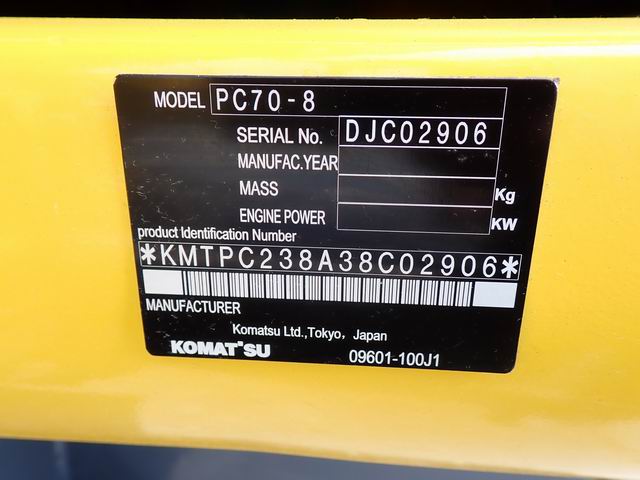 MODEL PC70-8
SERIAL No. DJC02906
MANUFAC.YEAR
MASS Kg
ENGINE POWER KW
product Identification Number
*KMTPC238A38C02906*
MANUFACTURER
Komatsu Ltd.,Tokyo, Japan
KOMATSU 09601-100J1